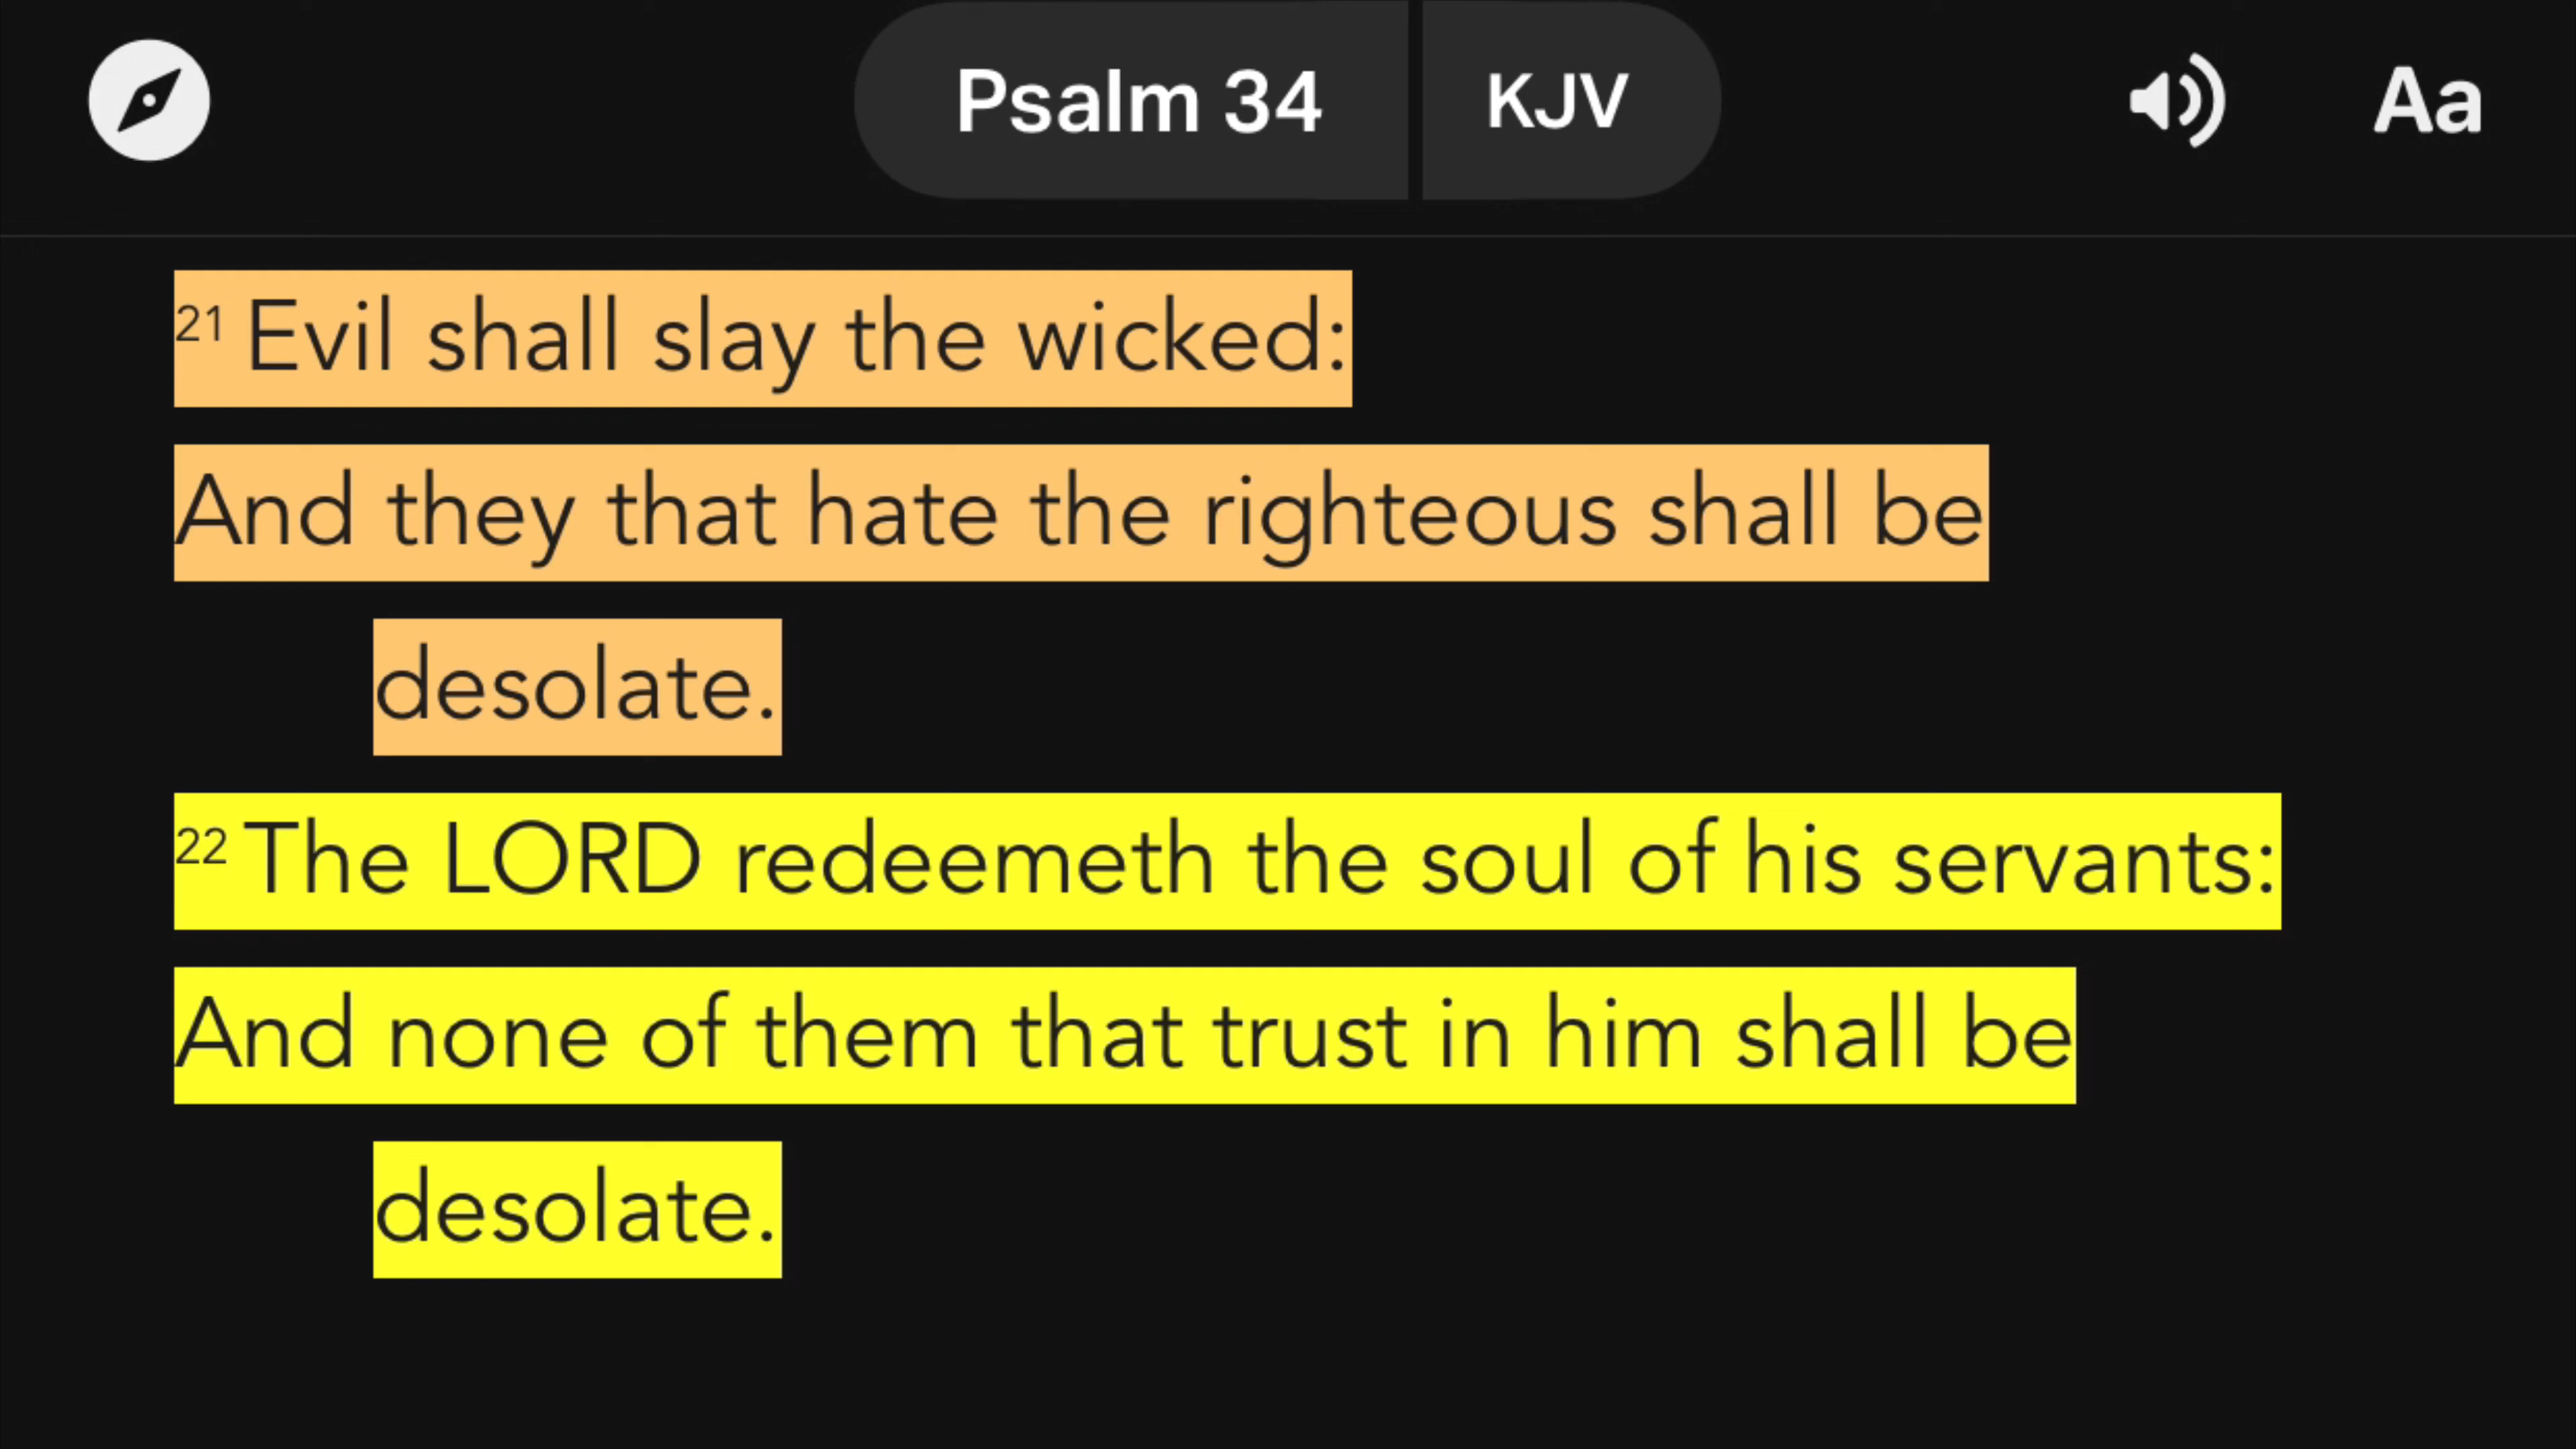 Psalm 34 KJV Aa
21 Evil shall slay the wicked:
And they that hate the righteous shall be
desolate.
22 The LORD redeemeth the soul of his servants:
And none of them that trust in him shall be
desolate.